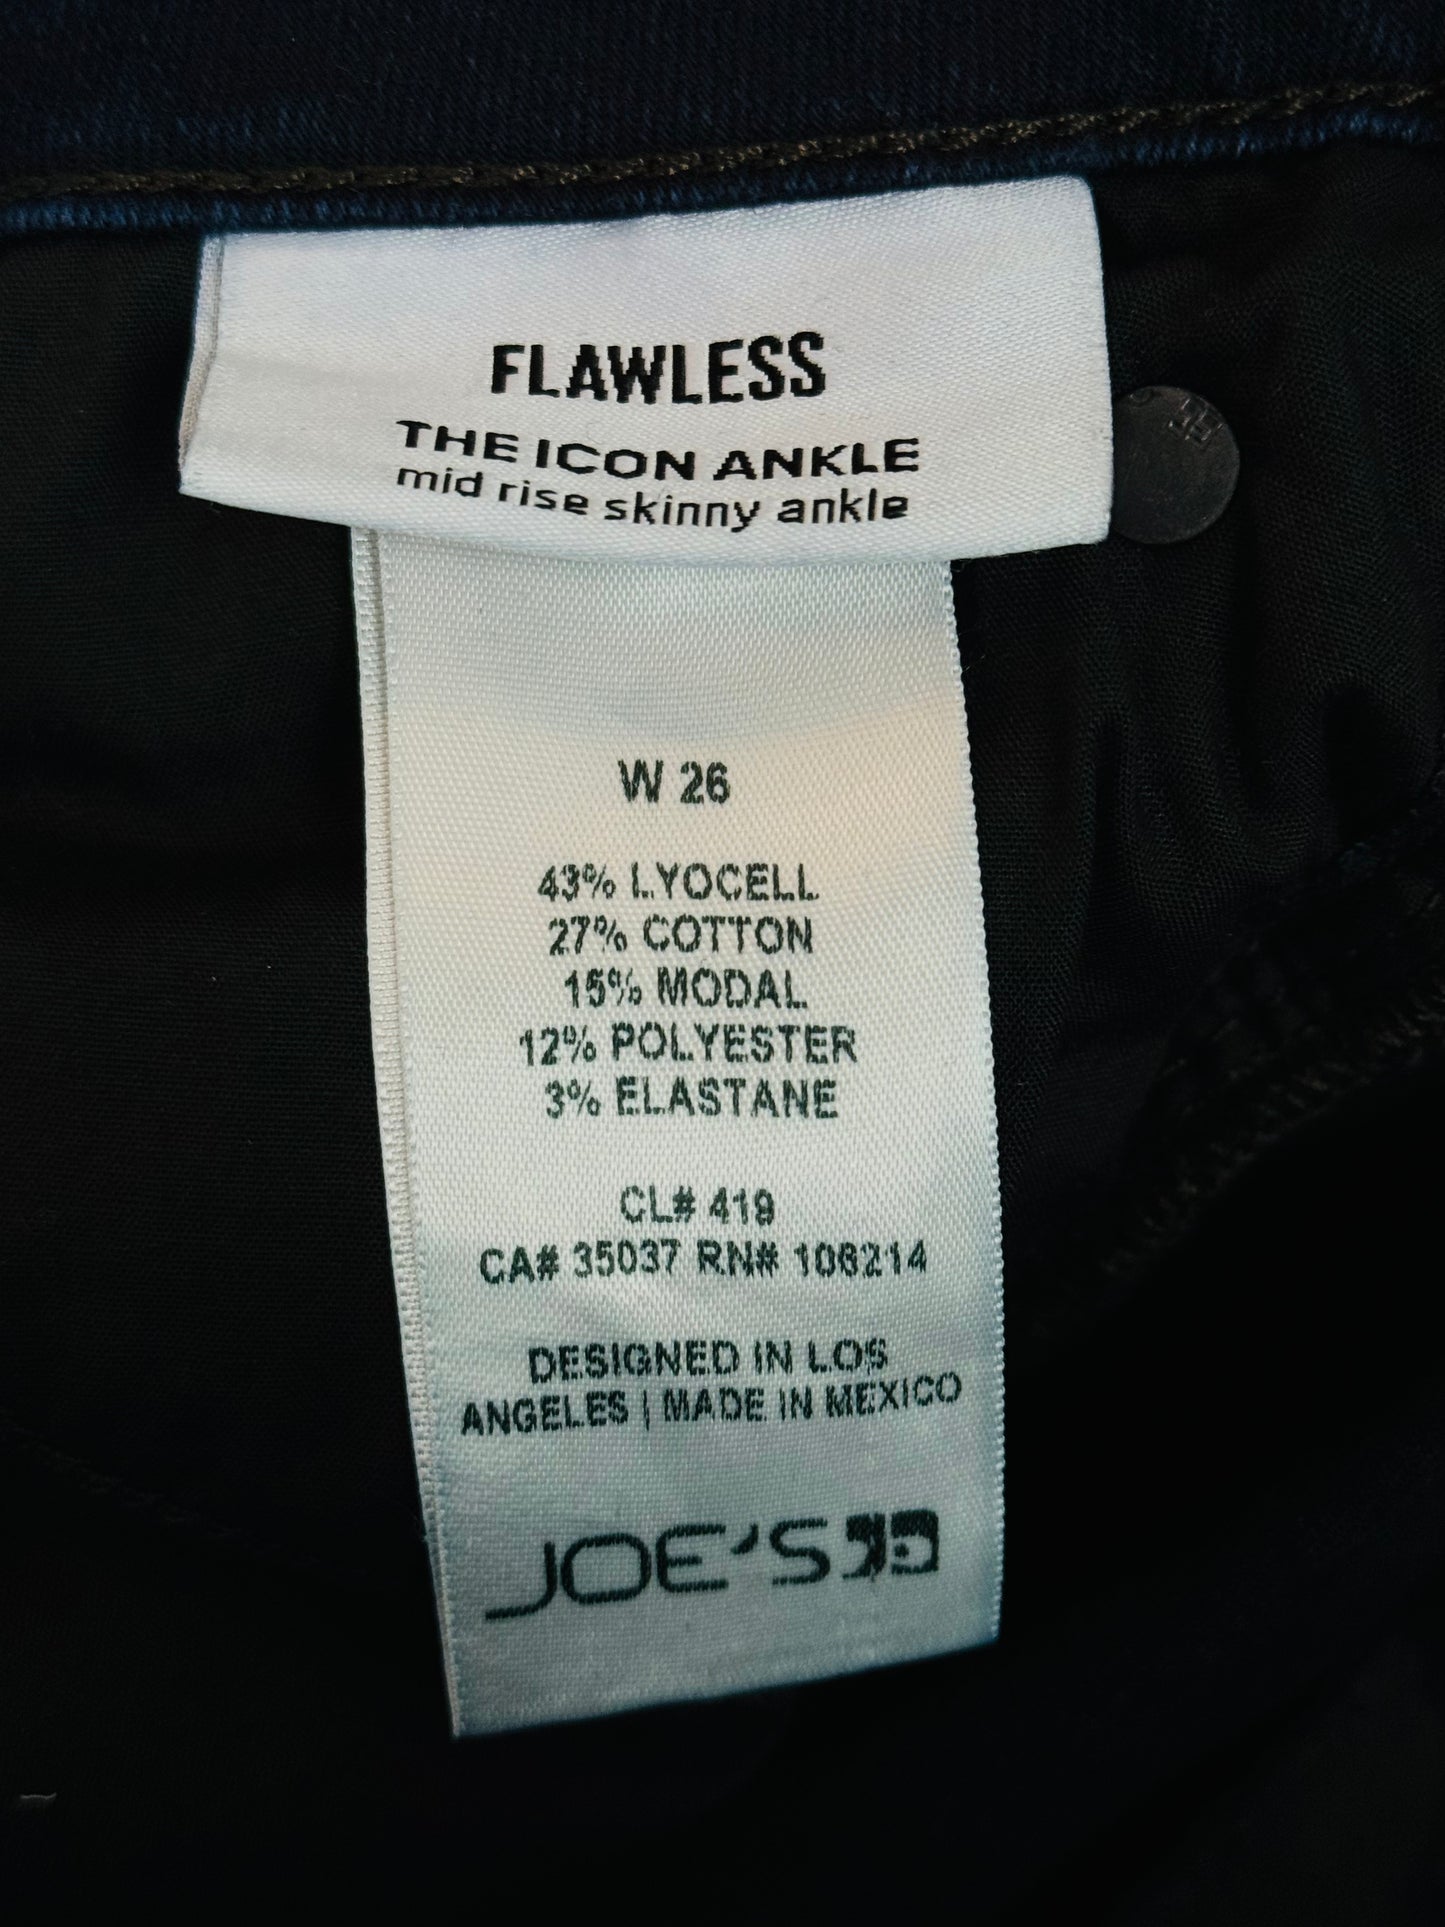 FLAWLESS
THE ICON ANKLE
mid rise skinny ankle
W 26
43% LYOCELL
27% COTTON
15% MODAL
12% POLYESTER
3% ELASTANE
CL# 419
CA# 35037 RN# 106214
DESIGNED IN LOS
ANGELES | MADE IN MEXICO
JOE'S